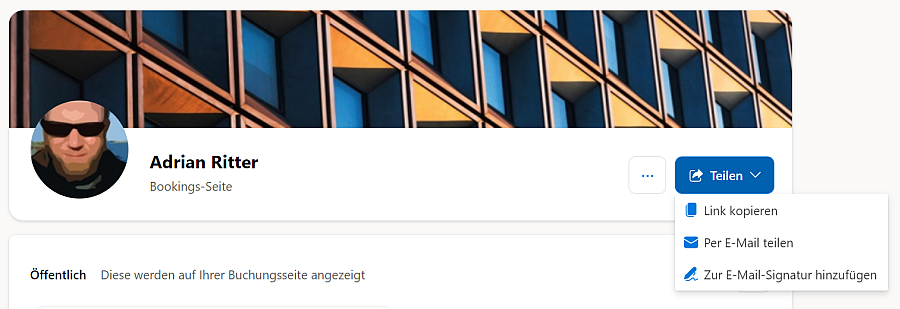 Adrian Ritter
Bookings-Seite
Teilen
Link kopieren
Per E-Mail teilen
Zur E-Mail-Signatur hinzufügen
Öffentlich Diese werden auf Ihrer Buchungsseite angezeigt